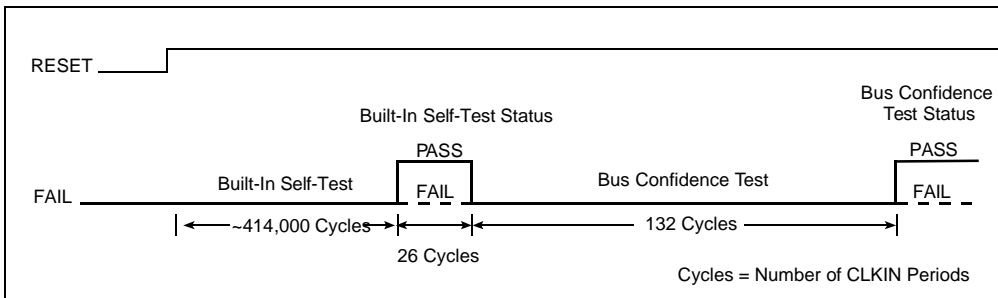 RESET
Bus Confidence
Test Status
Built-In Self-Test Status
PASS
PASS
FAIL
Built-In Self-Test
FAIL
Bus Confidence Test
FAIL
~414,000 Cycles
132 Cycles
26 Cycles
Cycles = Number of CLKIN Periods